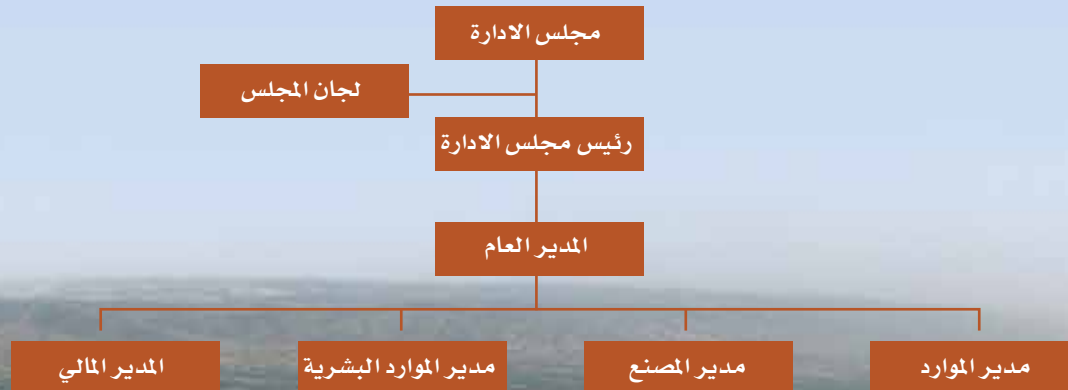 مجلس الادارة
لجان المجلس
رئيس مجلس الادارة
المدير العام
مدير الموارد
مدير المصنع
مدير الموارد البشرية
المدير المالي